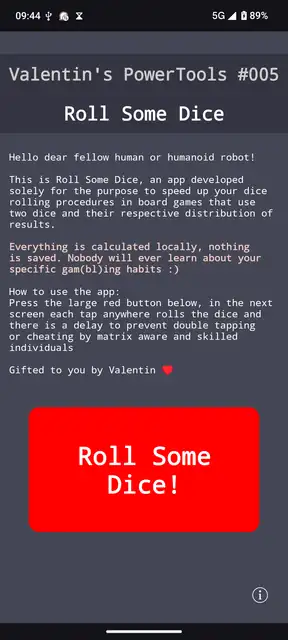 09:44
5G 89%
Valentin's PowerTools #005
Roll Some Dice
Hello dear fellow human or humanoid robot!
This is Roll Some Dice, an app developed
solely for the purpose to speed up your dice
rolling procedures in board games that use
two dice and their respective distribution of
results.
Everything is calculated locally, nothing
is saved. Nobody will ever learn about your
specific gam(bl)ing habits :)
How to use the app:
Press the large red button below, in the next
screen each tap anywhere rolls the dice and
there is a delay to prevent double tapping
or cheating by matrix aware and skilled
individuals
Gifted to you by Valentin ♥
Roll Some
Dice!